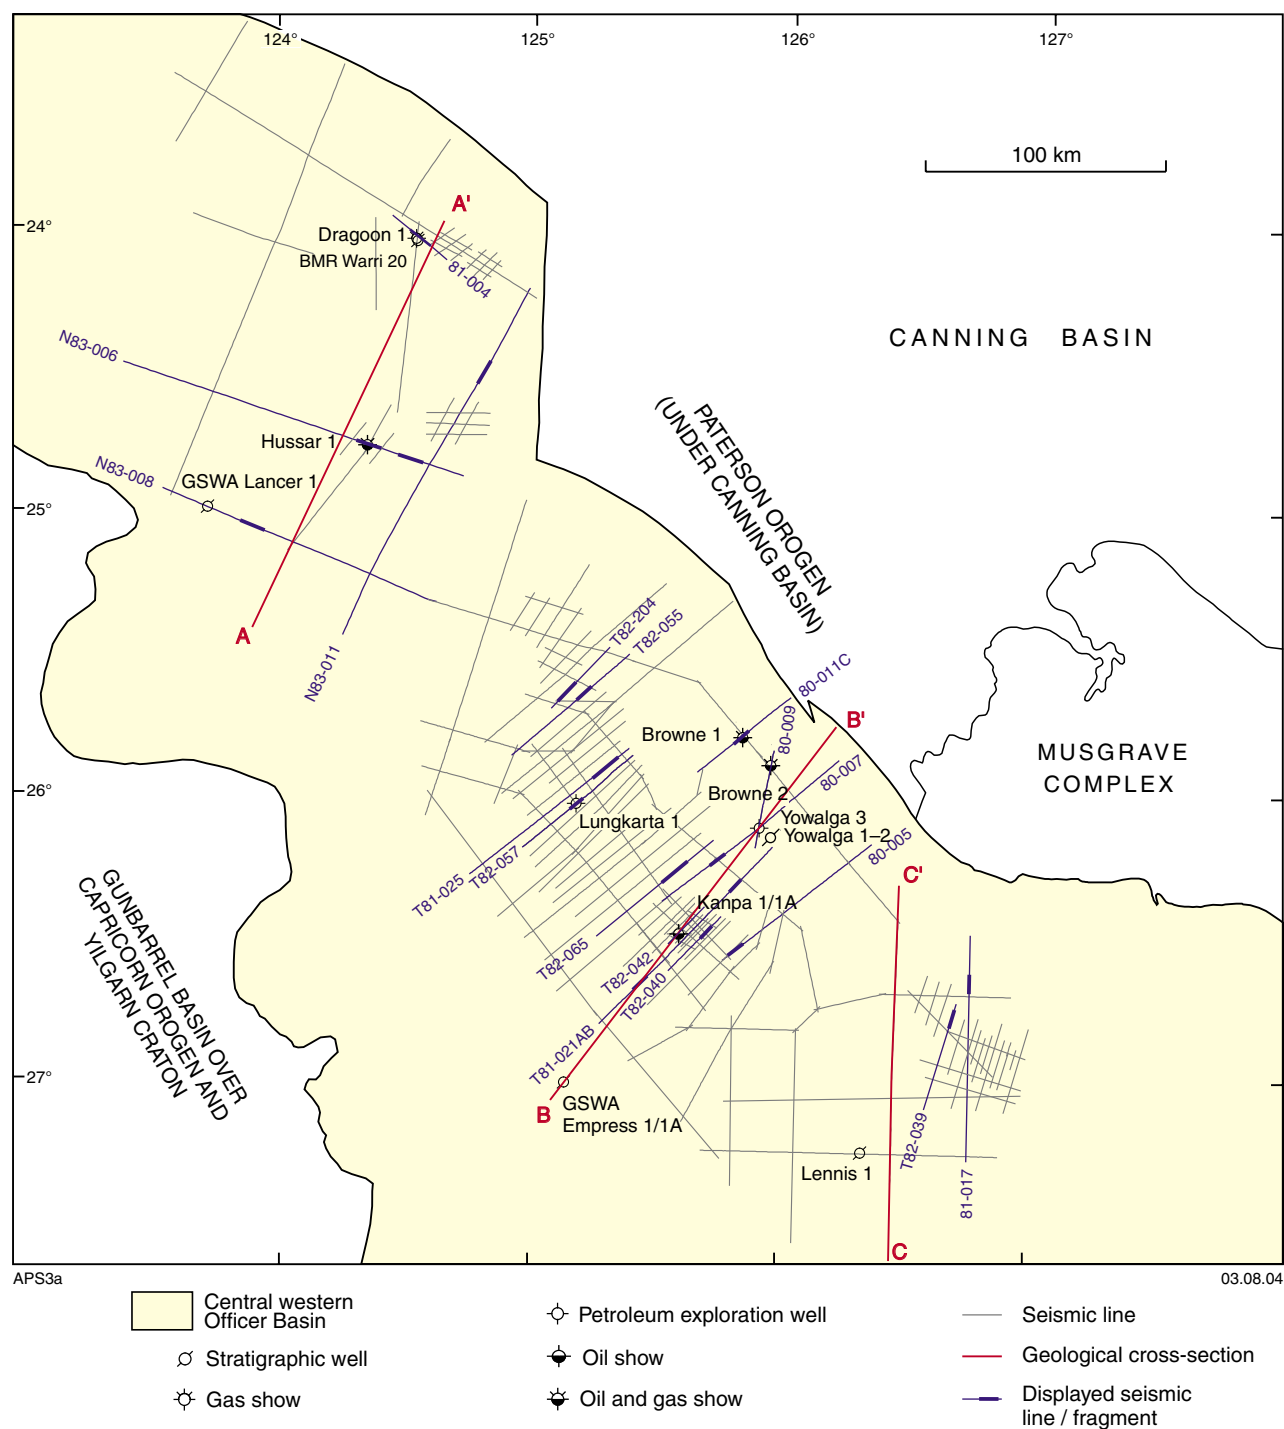 124°
125°
126°
127°
100 km
A'
24°
Dragoon 1
BMR Warri 20
81-004
N83-006
CANNING BASIN
PATERSON OROGEN
(UNDER CANNING BASIN)
Hussar 1
N83-008
GSWA Lancer 1
25°
A
N83-011
T82-204
T82-055
80-011C
80-009
B'
Browne 1
MUSGRAVE
COMPLEX
80-007
26°
Browne 2
Lungkarta 1
Yowalga 3
Yowalga 1–2
80-005
T81-025
T82-057
C'
GUNBARREL BASIN OVER
CAPRICORN OROGEN AND
YILGARN CRATON
Kanpa 1/1A
T82-065
T82-042
T82-040
T81-021AB
27°
B
GSWA
Empress 1/1A
T82-039
Lennis 1
81-017
C
APS3a
03.08.04
Central western
Officer Basin
Stratigraphic well
Gas show
Petroleum exploration well
Oil show
Oil and gas show
Seismic line
Geological cross-section
Displayed seismic
line / fragment